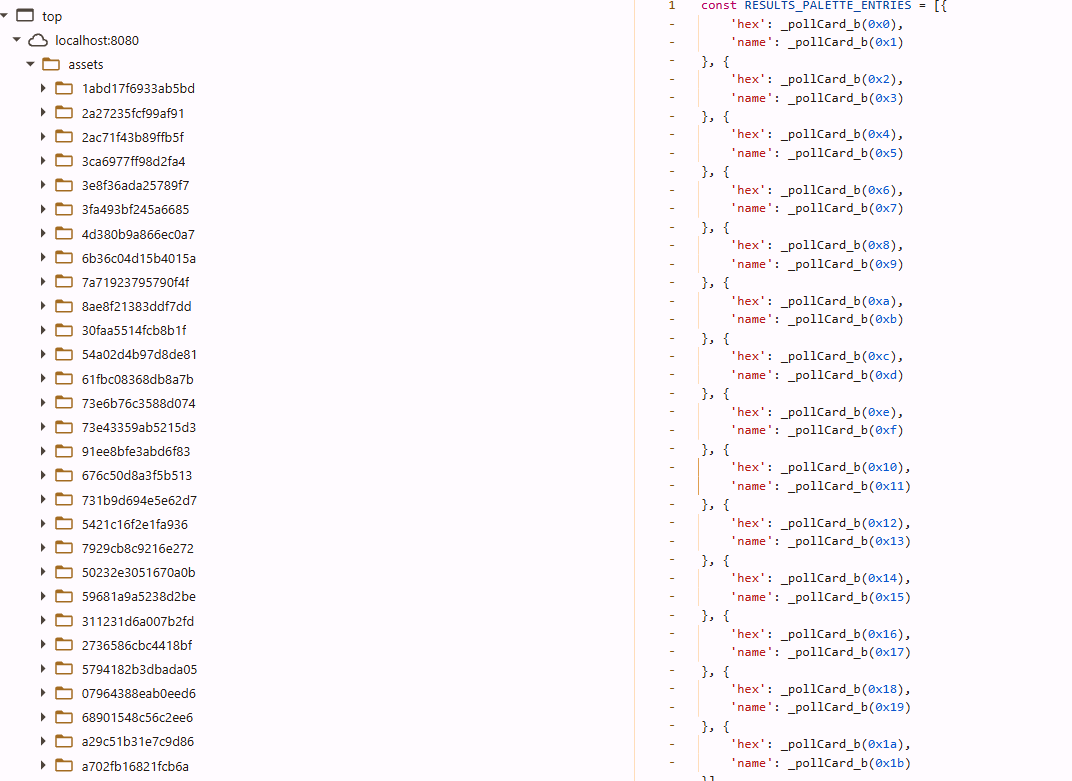 top
localhost:8080
assets
1abd17f6933ab5bd
2a27235fcf99af91
2ac71f43b89ffb5f
3ca6977ff98d2fa4
3e8f36ada25789f7
3fa493bf245a6685
4d380b9a866ec0a7
6b36c04d15b4015a
7a71923795790f4f
8ae8f21383ddf7dd
30faa5514fcb8b1f
54a02d4b97d8de81
61fbc08368db8a7b
73e6b76c3588d074
73e43359ab5215d3
91ee8bfe3abd6f83
676c50d8a3f5b513
731b9d694e5e62d7
5421c16f2e1fa936
7929cb8c9216e272
50232e3051670a0b
59681a9a5238d2be
311231d6a007b2fd
2736586cbc4418bf
5794182b3dbada05
07964388eab0eed6
68901548c56c2ee6
a29c51b31e7c9d86
a702fb16821fcb6a
1 const RESULTS_PALETTE_ENTRIES = [{
- 'hex': _pollCard_b(0x0),
- 'name': _pollCard_b(0x1)
- }, {
- 'hex': _pollCard_b(0x2),
- 'name': _pollCard_b(0x3)
- }, {
- 'hex': _pollCard_b(0x4),
- 'name': _pollCard_b(0x5)
- }, {
- 'hex': _pollCard_b(0x6),
- 'name': _pollCard_b(0x7)
- }, {
- 'hex': _pollCard_b(0x8),
- 'name': _pollCard_b(0x9)
- }, {
- 'hex': _pollCard_b(0xa),
- 'name': _pollCard_b(0xb)
- }, {
- 'hex': _pollCard_b(0xc),
- 'name': _pollCard_b(0xd)
- }, {
- 'hex': _pollCard_b(0xe),
- 'name': _pollCard_b(0xf)
- }, {
- 'hex': _pollCard_b(0x10),
- 'name': _pollCard_b(0x11)
- }, {
- 'hex': _pollCard_b(0x12),
- 'name': _pollCard_b(0x13)
- }, {
- 'hex': _pollCard_b(0x14),
- 'name': _pollCard_b(0x15)
- }, {
- 'hex': _pollCard_b(0x16),
- 'name': _pollCard_b(0x17)
- }, {
- 'hex': _pollCard_b(0x18),
- 'name': _pollCard_b(0x19)
- }, {
- 'hex': _pollCard_b(0x1a),
- 'name': _pollCard_b(0x1b)